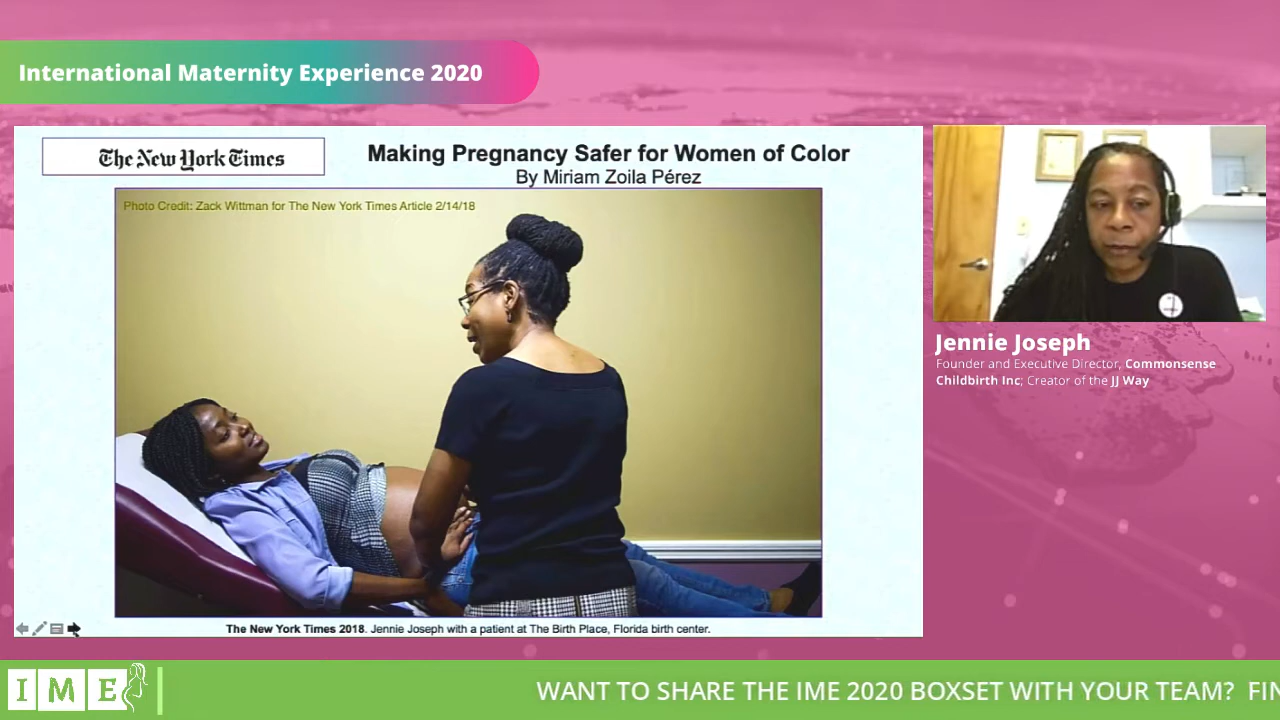 International Maternity Experience 2020
The New York Times
Making Pregnancy Safer for Women of Color
By Miriam Zoila Pérez
Photo Credit: Zack Wittman for The New York Times Article 2/14/18
The New York Times 2018. Jennie Joseph with a patient at The Birth Place, Florida birth center.
Jennie Joseph
Founder and Executive Director, Commonsense
Childbirth Inc; Creator of the JJ Way
IME
WANT TO SHARE THE IME 2020 BOXSET WITH YOUR TEAM? FIN